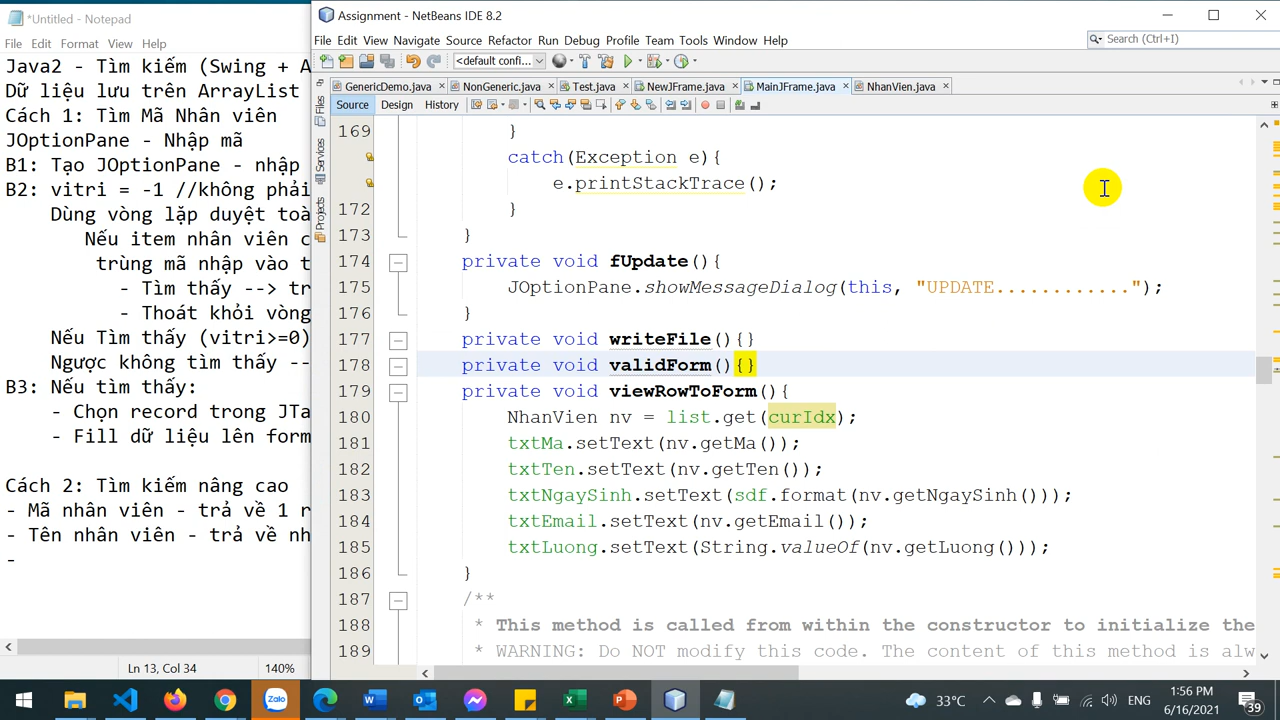 *Untitled - Notepad
File Edit Format View Help
Java2 - Tìm kiếm (Swing + A
Dữ liệu lưu trên ArrayList
Cách 1: Tìm Mã Nhân viên
JOptionPane - Nhập mã
B1: Tạo JOptionPane - nhập
B2: vitri = -1 //không phải
Dùng vòng lặp duyệt toà
Nếu item nhân viên c
trùng mã nhập vào t
- Tìm thấy --> tr
- Thoát khỏi vòng
Nếu Tìm thấy (vitri>=0)
Ngược không tìm thấy --
B3: Nếu tìm thấy:
- Chọn record trong JTa
- Fill dữ liệu lên form
Cách 2: Tìm kiếm nâng cao
- Mã nhân viên - trả về 1 r
- Tên nhân viên - trả về nh
-
Ln 13, Col 34 140%
Assignment - NetBeans IDE 8.2
File Edit View Navigate Source Refactor Run Debug Profile Team Tools Window Help
Search (Ctrl+I)
<default confi...
GenericDemo.java NonGeneric.java Test.java NewJFrame.java MainJFrame.java NhanVien.java
Source Design History
Files
Services
Projects
169 }
catch(Exception e){
e.printStackTrace();
172 }
173 }
174 private void fUpdate(){
175 JOptionPane.showMessageDialog(this, "UPDATE............");
176 }
177 private void writeFile(){}
178 private void validForm(){}
179 private void viewRowToForm(){
180 NhanVien nv = list.get(curIdx);
181 txtMa.setText(nv.getMa());
182 txtTen.setText(nv.getTen());
183 txtNgaySinh.setText(sdf.format(nv.getNgaySinh()));
184 txtEmail.setText(nv.getEmail());
185 txtLuong.setText(String.valueOf(nv.getLuong()));
186 }
187 /**
188 * This method is called from within the constructor to initialize the
189 * WARNING: Do NOT modify this code. The content of this method is alw
Zalo
33°C
ENG
1:56 PM
6/16/2021
39